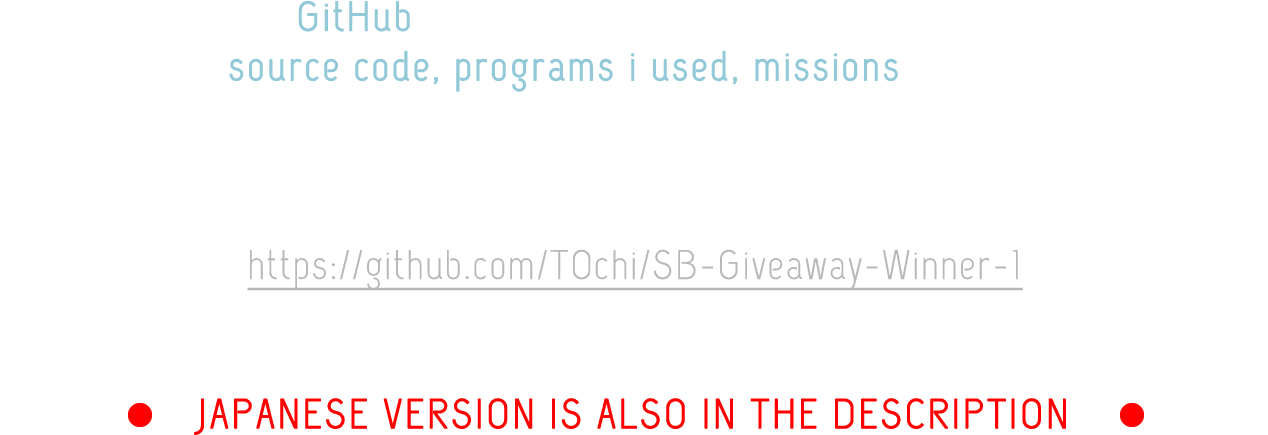 GitHub
source code, programs i used, missions
https://github.com/TOchi/SB-Giveaway-Winner-1
JAPANESE VERSION IS ALSO IN THE DESCRIPTION